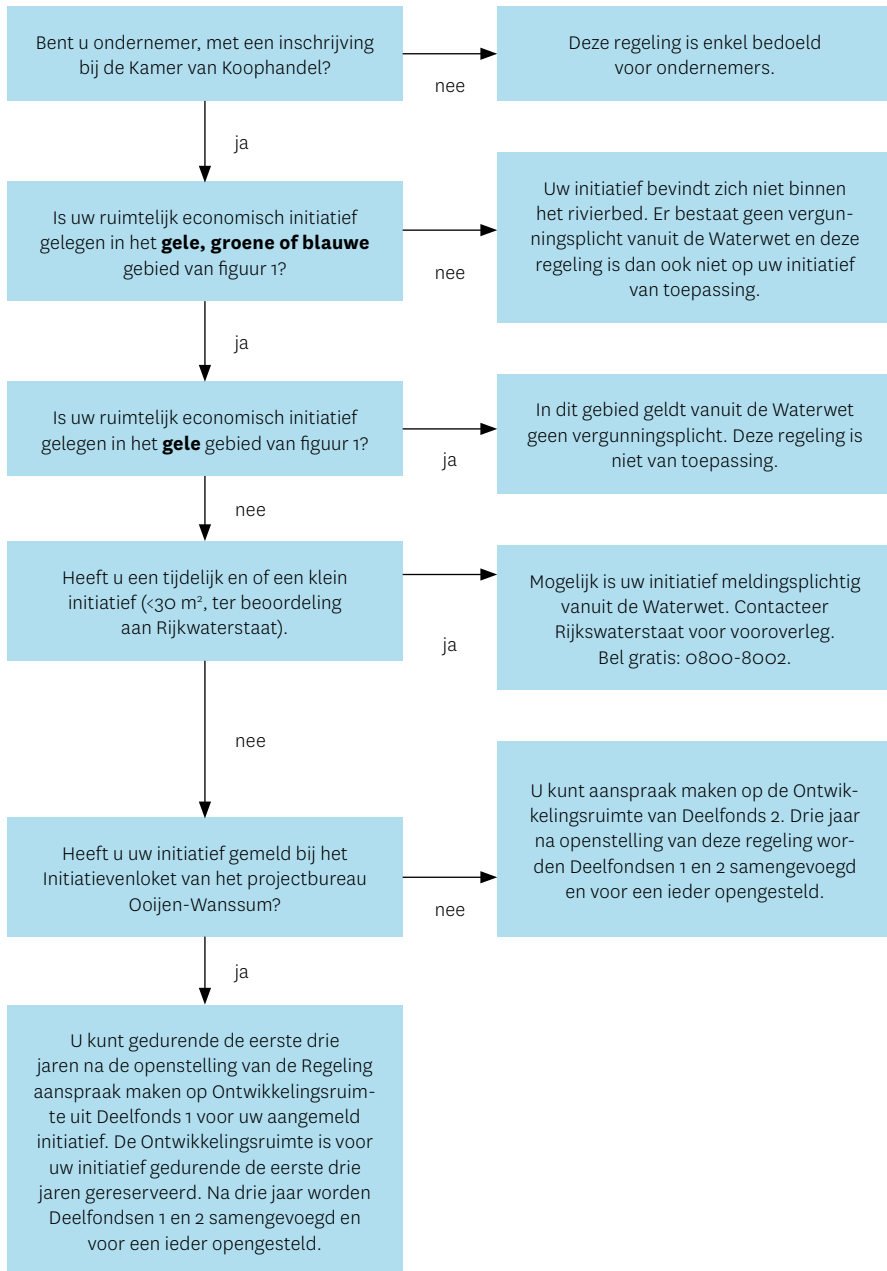 Bent u ondernemer, met een inschrijving
bij de Kamer van Koophandel?
nee
Deze regeling is enkel bedoeld
voor ondernemers.
ja
Is uw ruimtelijk economisch initiatief
gelegen in het gele, groene of blauwe
gebied van figuur 1?
nee
Uw initiatief bevindt zich niet binnen
het rivierbed. Er bestaat geen vergun-
ningsplicht vanuit de Waterwet en deze
regeling is dan ook niet op uw initiatief
van toepassing.
ja
Is uw ruimtelijk economisch initiatief
gelegen in het gele gebied van figuur 1?
ja
In dit gebied geldt vanuit de Waterwet
geen vergunningsplicht. Deze regeling is
niet van toepassing.
nee
Heeft u een tijdelijk en of een klein
initiatief (<30 m², ter beoordeling
aan Rijkwaterstaat).
ja
Mogelijk is uw initiatief meldingsplichtig
vanuit de Waterwet. Contacteer
Rijkswaterstaat voor vooroverleg.
Bel gratis: 0800-8002.
nee
Heeft u uw initiatief gemeld bij het
Initiatievenloket van het projectbureau
Ooijen-Wanssum?
nee
U kunt aanspraak maken op de Ontwik-
kelingsruimte van Deelfonds 2. Drie jaar
na openstelling van deze regeling wor-
den Deelfondsen 1 en 2 samengevoegd
en voor een ieder opengesteld.
ja
U kunt gedurende de eerste drie
jaren na de openstelling van de Regeling
aanspraak maken op Ontwikkelingsruim-
te uit Deelfonds 1 voor uw aangemeld
initiatief. De Ontwikkelingsruimte is voor
uw initiatief gedurende de eerste drie
jaren gereserveerd. Na drie jaar worden
Deelfondsen 1 en 2 samengevoegd en
voor een ieder opengesteld.